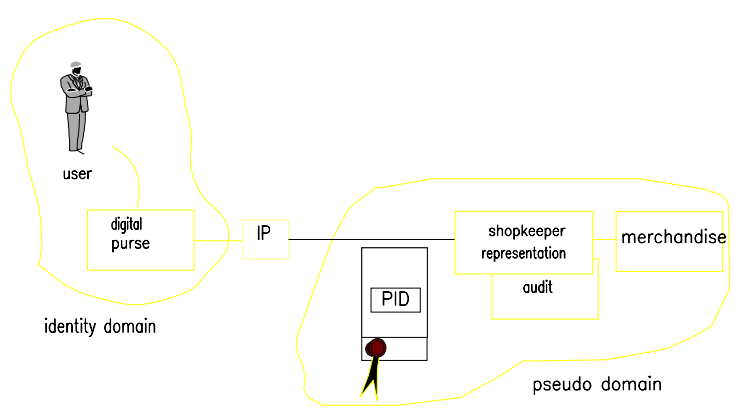 user
digital
purse
IP
shopkeeper
representation
merchandise
audit
PID
identity domain
pseudo domain